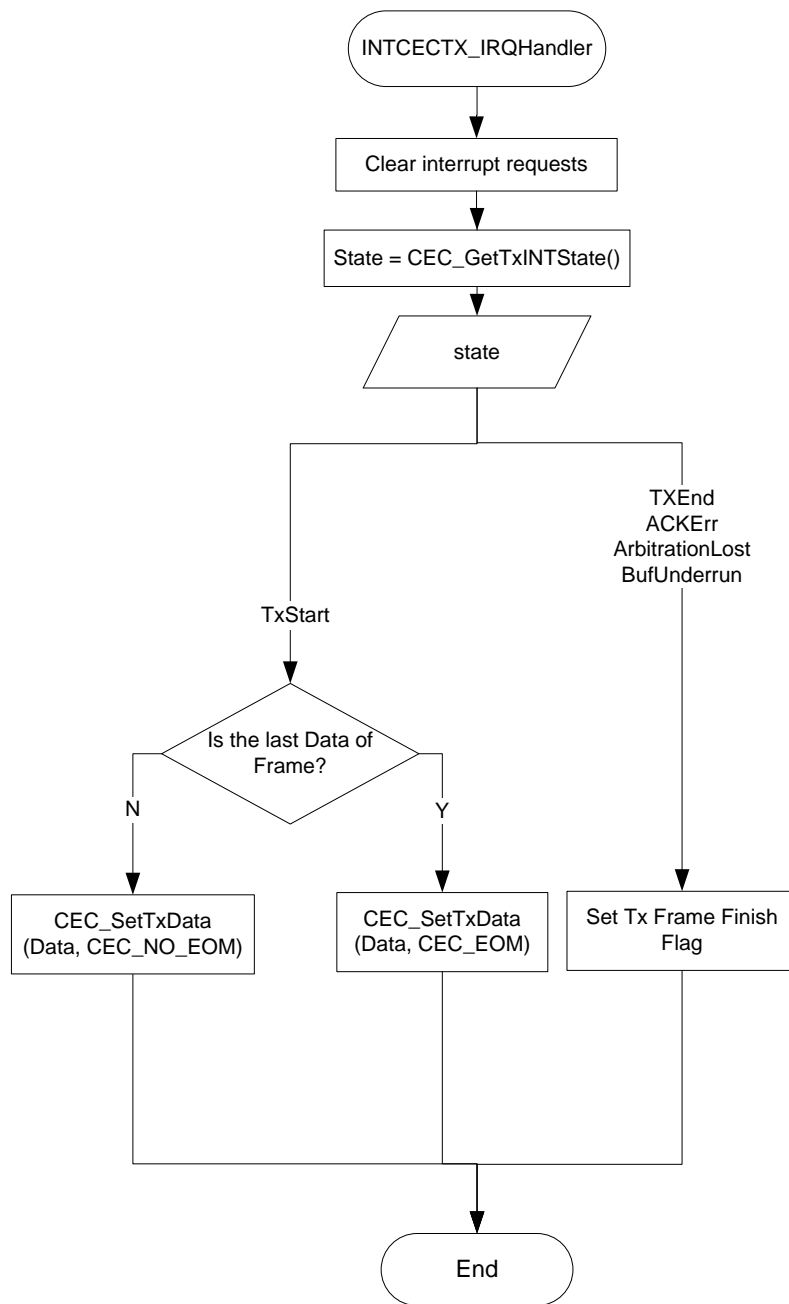 INTCECTX_IRQHandler
Clear interrupt requests
State = CEC_GetTxINTState()
state
TXEnd
ACKErr
ArbitrationLost
BufUnderrun
TxStart
Is the last Data of
Frame?
N
Y
CEC_SetTxData
(Data, CEC_NO_EOM)
CEC_SetTxData
(Data, CEC_EOM)
Set Tx Frame Finish
Flag
End